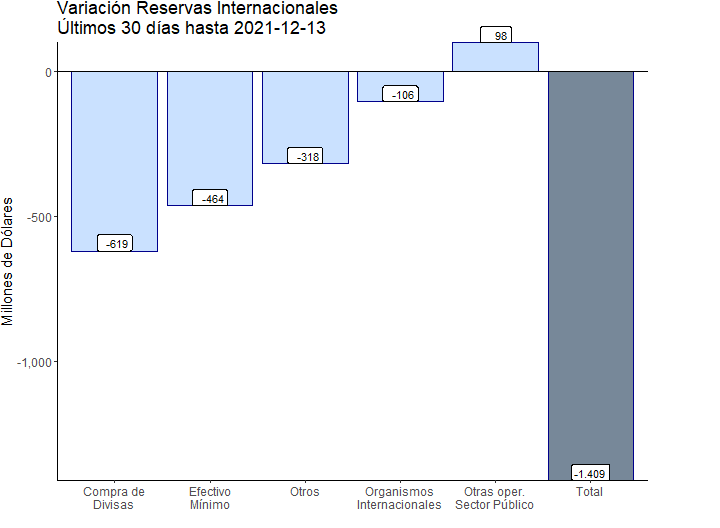 Variación Reservas Internacionales
Últimos 30 días hasta 2021-12-13
98
0
-106
-318
-464
-500
-619
Millones de Dólares
-1,000
-1.409
Compra de
Divisas
Efectivo
Mínimo
Otros
Organismos
Internacionales
Otras oper.
Sector Público
Total